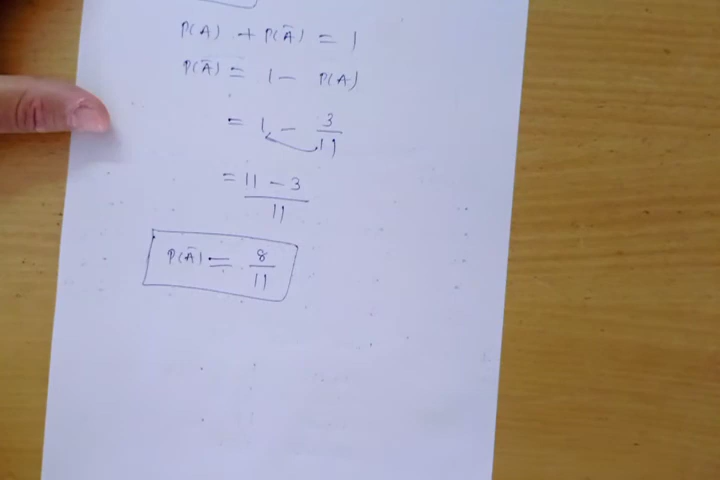 P(A) + P(Ā) = 1
P(Ā) = 1 - P(A)
= 1 - 3/11
= 11 - 3/11
P(Ā) = 8/11